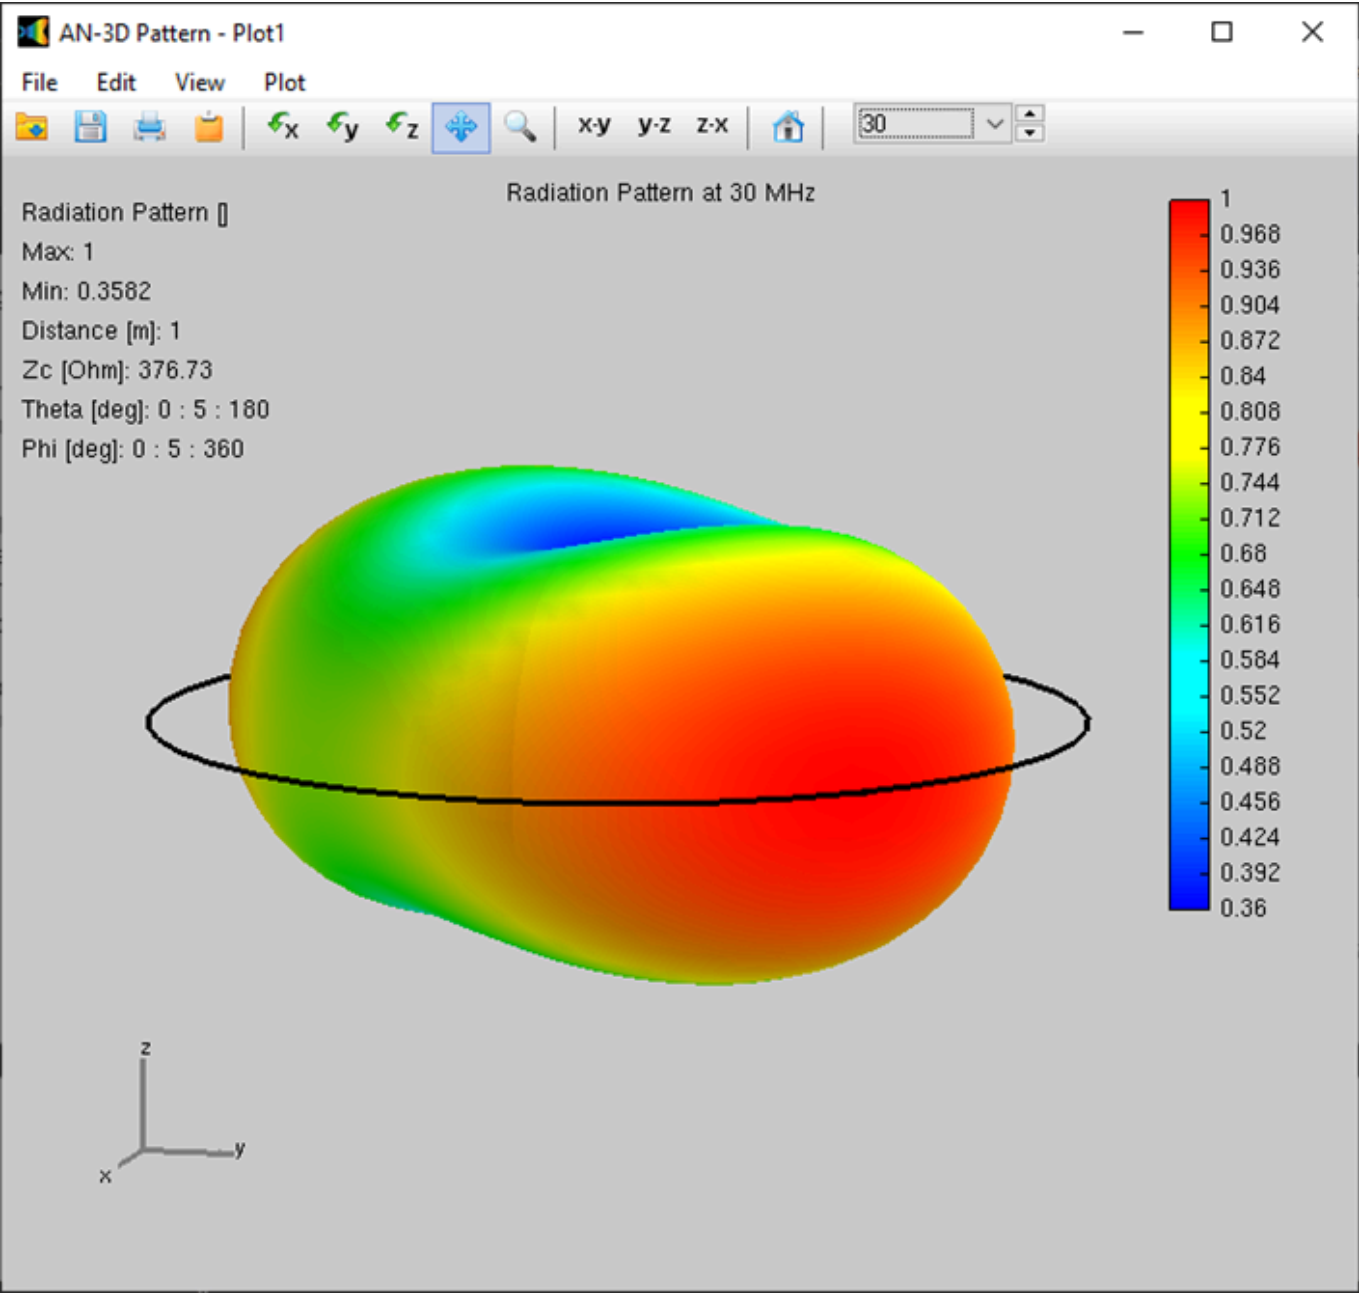 AN-3D Pattern - Plot1
File Edit View Plot
x y z x-y y-z z-x 30
Radiation Pattern at 30 MHz
Radiation Pattern []
Max: 1
Min: 0.3582
Distance [m]: 1
Zc [Ohm]: 376.73
Theta [deg]: 0 : 5 : 180
Phi [deg]: 0 : 5 : 360
1
0.968
0.936
0.904
0.872
0.84
0.808
0.776
0.744
0.712
0.68
0.648
0.616
0.584
0.552
0.52
0.488
0.456
0.424
0.392
0.36
z
y
x